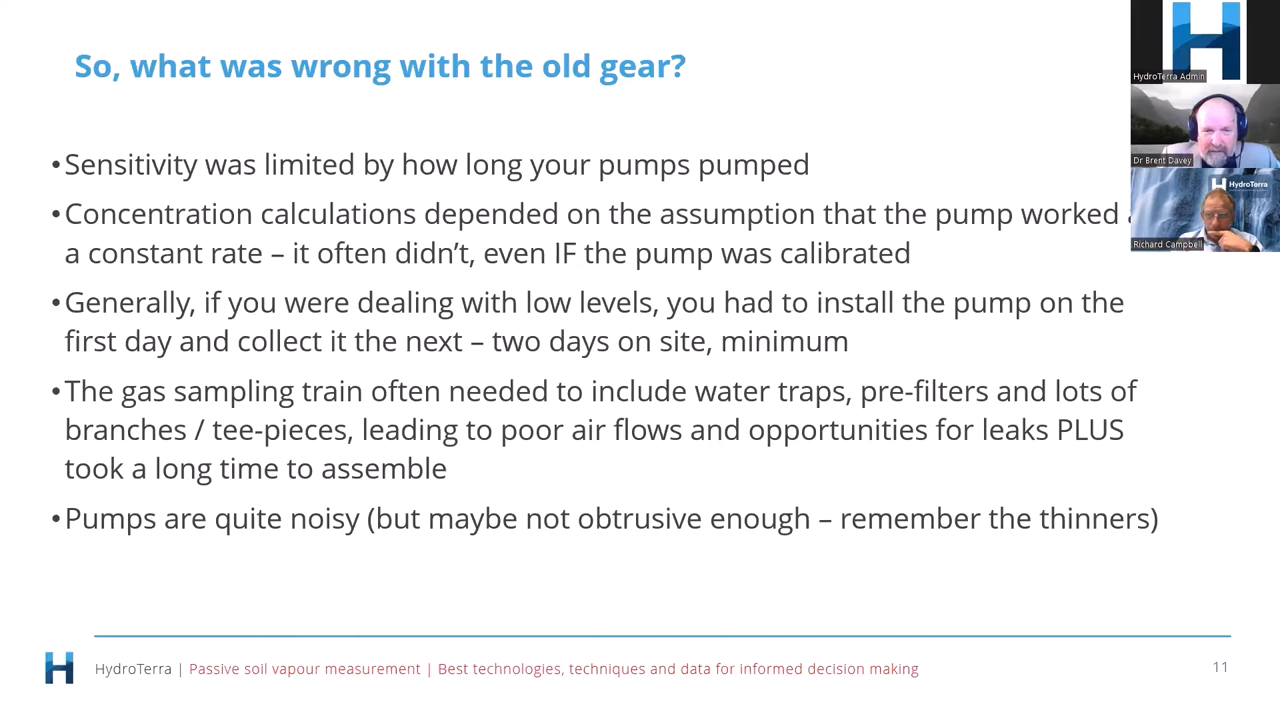 So, what was wrong with the old gear?
HydroTerra Admin
Dr Brent Davey
HydroTerra
Richard Campbell
•Sensitivity was limited by how long your pumps pumped
•Concentration calculations depended on the assumption that the pump worked
a constant rate – it often didn’t, even IF the pump was calibrated
•Generally, if you were dealing with low levels, you had to install the pump on the
first day and collect it the next – two days on site, minimum
•The gas sampling train often needed to include water traps, pre-filters and lots of
branches / tee-pieces, leading to poor air flows and opportunities for leaks PLUS
took a long time to assemble
•Pumps are quite noisy (but maybe not obtrusive enough – remember the thinners)
HydroTerra | Passive soil vapour measurement | Best technologies, techniques and data for informed decision making
11